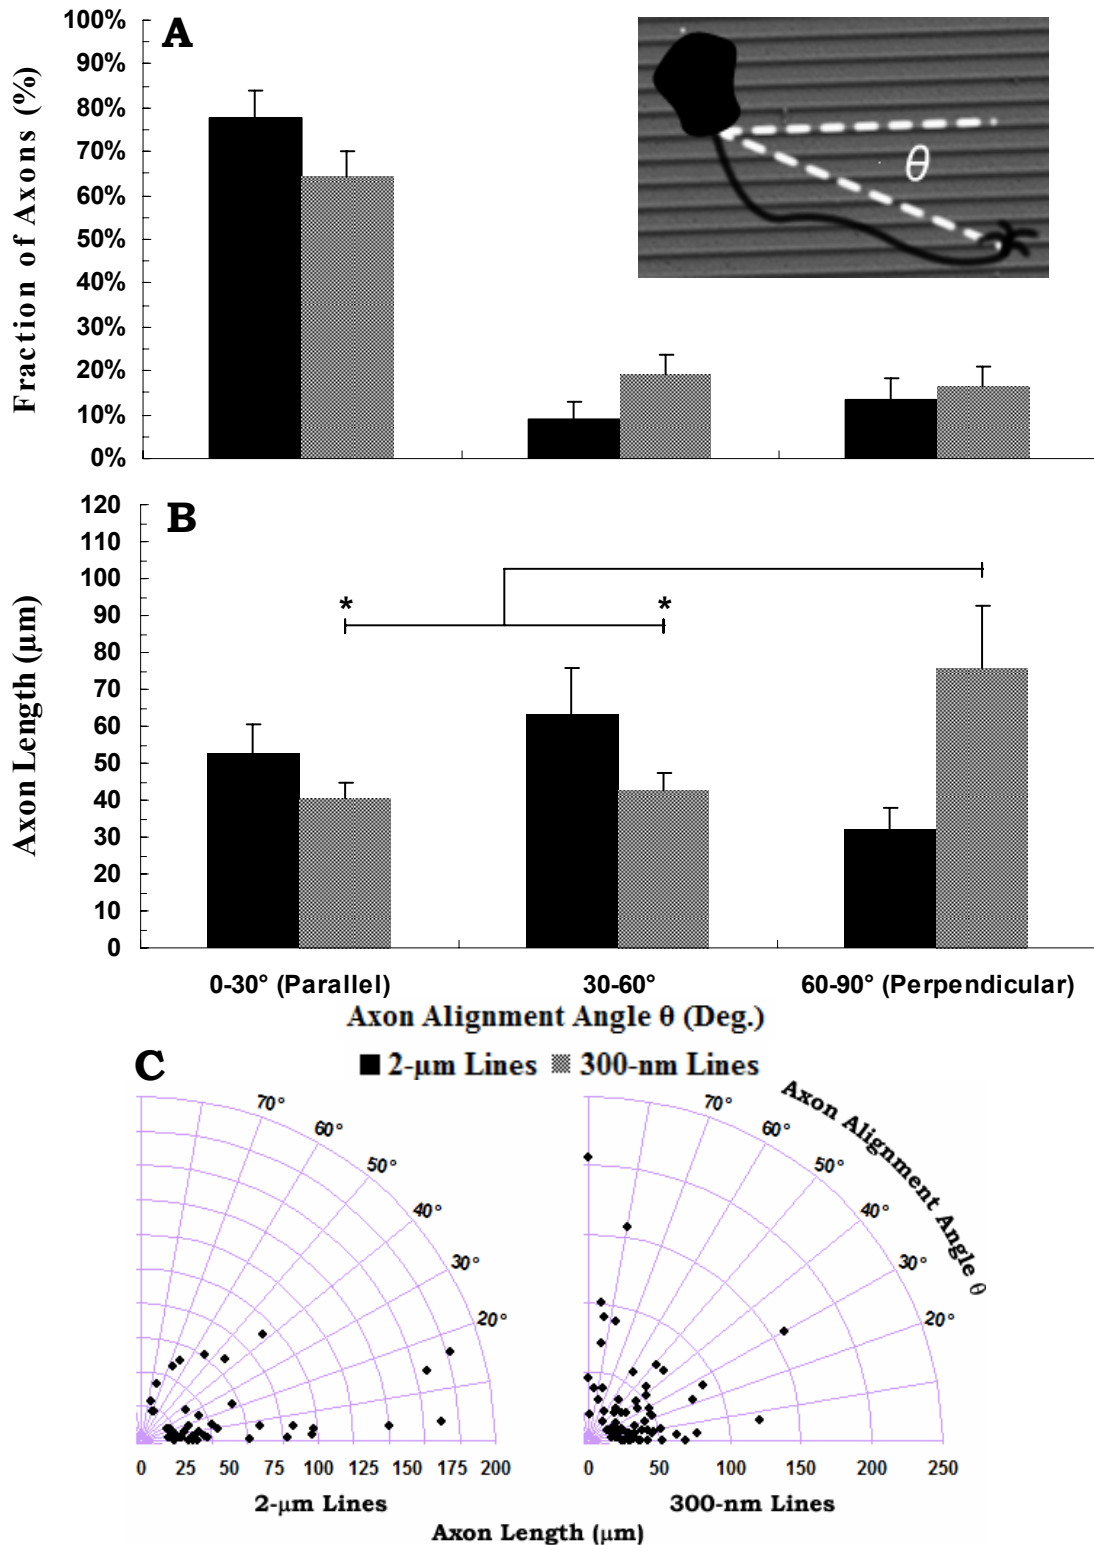 A
100%
90%
80%
70%
60%
50%
40%
30%
20%
10%
0%
Fraction of Axons (%)
θ
B
120
110
100
90
80
70
60
50
40
30
20
10
0
Axon Length (μm)
* *
0-30° (Parallel) 30-60° 60-90° (Perpendicular)
Axon Alignment Angle θ (Deg.)
2-μm Lines 300-nm Lines
C
70°
60°
50°
40°
30°
20°
0 25 50 75 100 125 150 175 200
2-μm Lines
70°
60°
50°
40°
30°
20°
Axon Alignment Angle θ
0 50 100 150 200 250
300-nm Lines
Axon Length (μm)